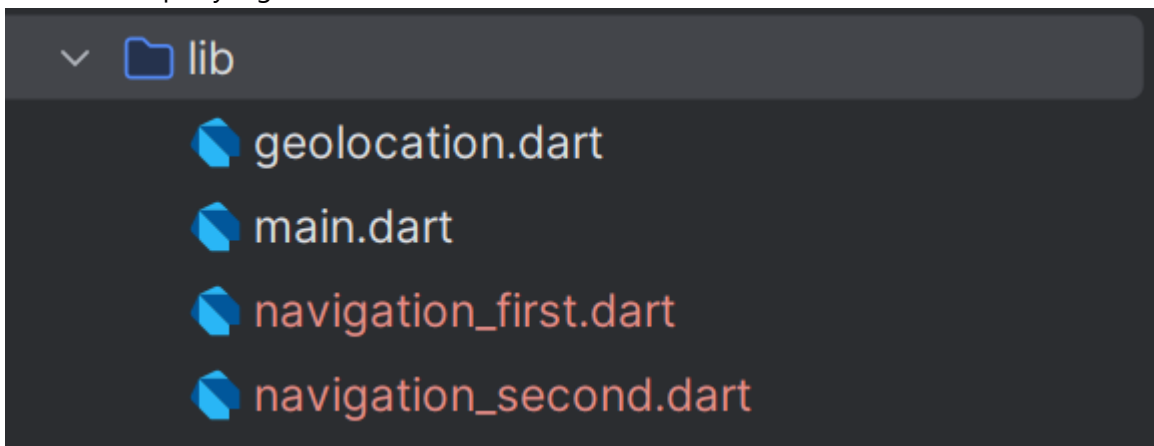 lib
geolocation.dart
main.dart
navigation_first.dart
navigation_second.dart